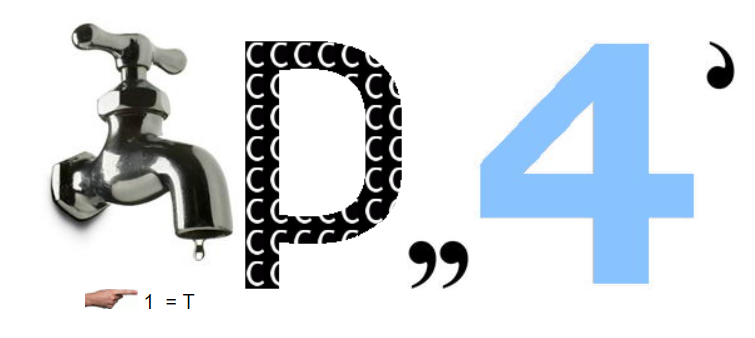 P ,, 4 ’
1 = T